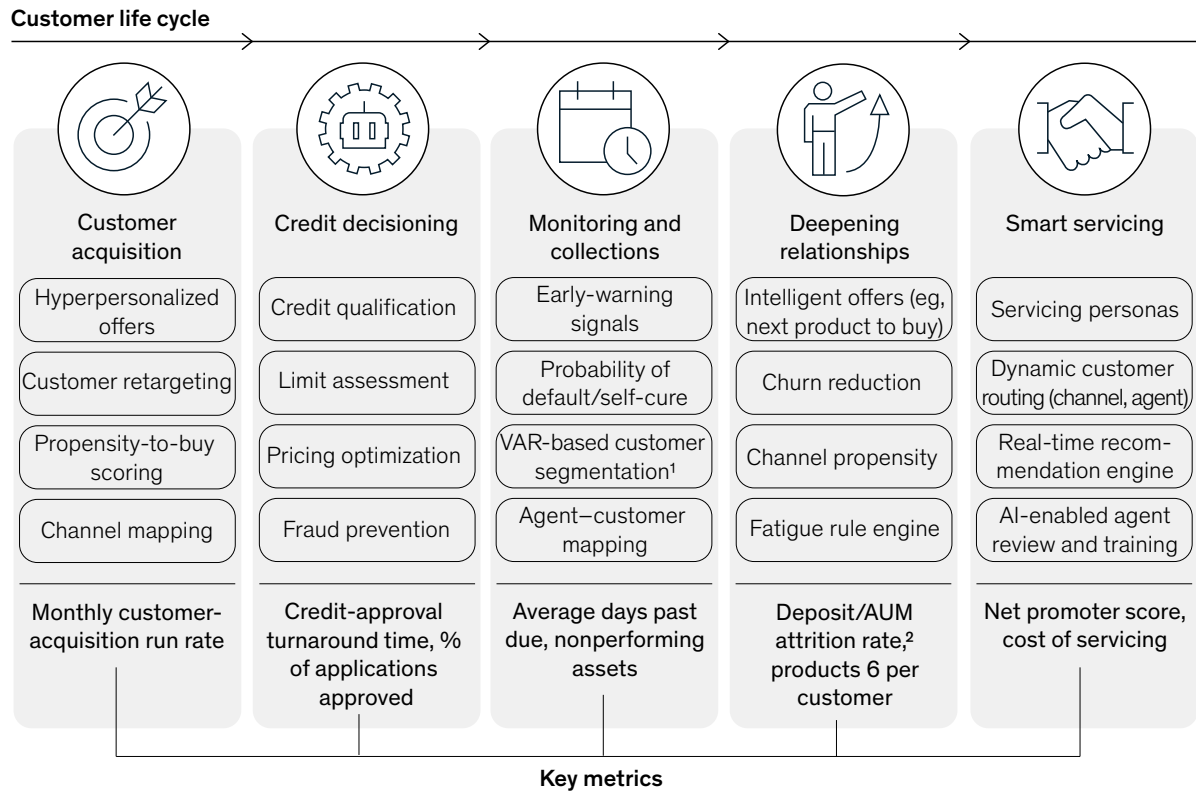 Customer life cycle
Customer
acquisition
Hyperpersonalized
offers
Customer retargeting
Propensity-to-buy
scoring
Channel mapping
Monthly customer-
acquisition run rate
Credit decisioning
Credit qualification
Limit assessment
Pricing optimization
Fraud prevention
Credit-approval
turnaround time, %
of applications
approved
Monitoring and
collections
Early-warning
signals
Probability of
default/self-cure
VAR-based customer
segmentation¹
Agent–customer
mapping
Average days past
due, nonperforming
assets
Deepening
relationships
Intelligent offers (eg,
next product to buy)
Churn reduction
Channel propensity
Fatigue rule engine
Deposit/AUM
attrition rate,²
products 6 per
customer
Smart servicing
Servicing personas
Dynamic customer
routing (channel, agent)
Real-time recom-
mendation engine
AI-enabled agent
review and training
Net promoter score,
cost of servicing
Key metrics